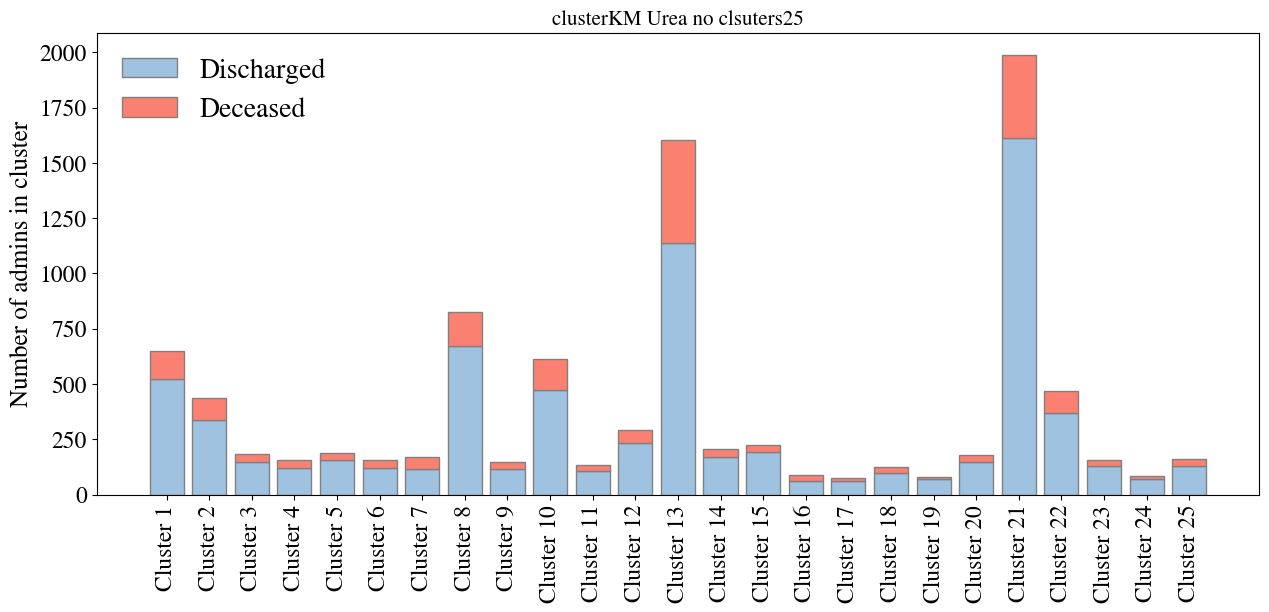 clusterKM Urea no clsuters25
Number of admins in cluster
2000
1750
1500
1250
1000
750
500
250
0
Discharged
Deceased
Cluster 1
Cluster 2
Cluster 3
Cluster 4
Cluster 5
Cluster 6
Cluster 7
Cluster 8
Cluster 9
Cluster 10
Cluster 11
Cluster 12
Cluster 13
Cluster 14
Cluster 15
Cluster 16
Cluster 17
Cluster 18
Cluster 19
Cluster 20
Cluster 21
Cluster 22
Cluster 23
Cluster 24
Cluster 25